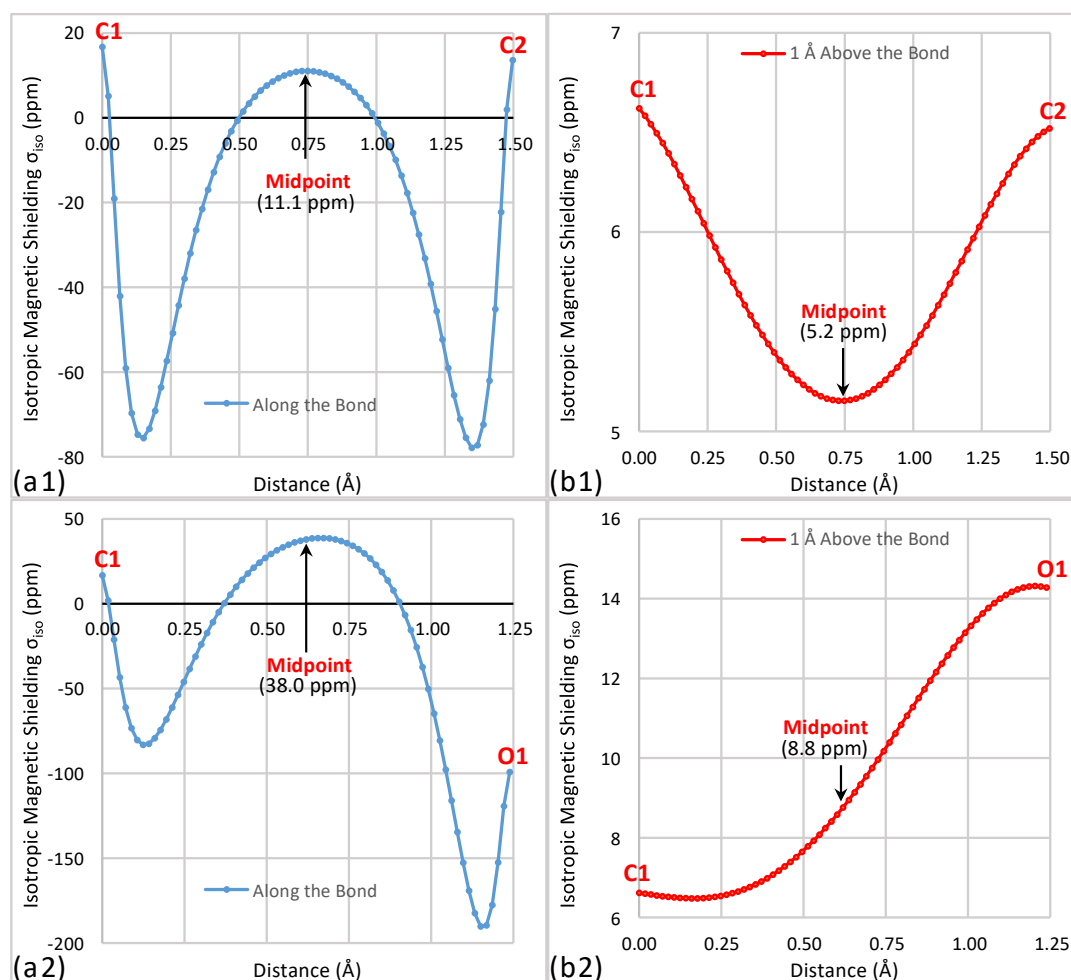 Isotropic Magnetic Shielding σiso (ppm)
20
0
-20
-40
-60
-80
C1
C2
0.00 0.25 0.50 0.75 1.00 1.25 1.50
Midpoint
(11.1 ppm)
Along the Bond
(a1)
Distance (Å)
Isotropic Magnetic Shielding σiso (ppm)
7
6
5
1 Å Above the Bond
C1
C2
Midpoint
(5.2 ppm)
0.00 0.25 0.50 0.75 1.00 1.25 1.50
(b1)
Distance (Å)
Isotropic Magnetic Shielding σiso (ppm)
50
0
-50
-100
-150
-200
C1
0.00 0.25 0.50 0.75 1.00 1.25
Midpoint
(38.0 ppm)
O1
Along the Bond
(a2)
Distance (Å)
Isotropic Magnetic Shielding σiso (ppm)
16
14
12
10
8
6
1 Å Above the Bond
O1
Midpoint
(8.8 ppm)
C1
0.00 0.25 0.50 0.75 1.00 1.25
(b2)
Distance (Å)